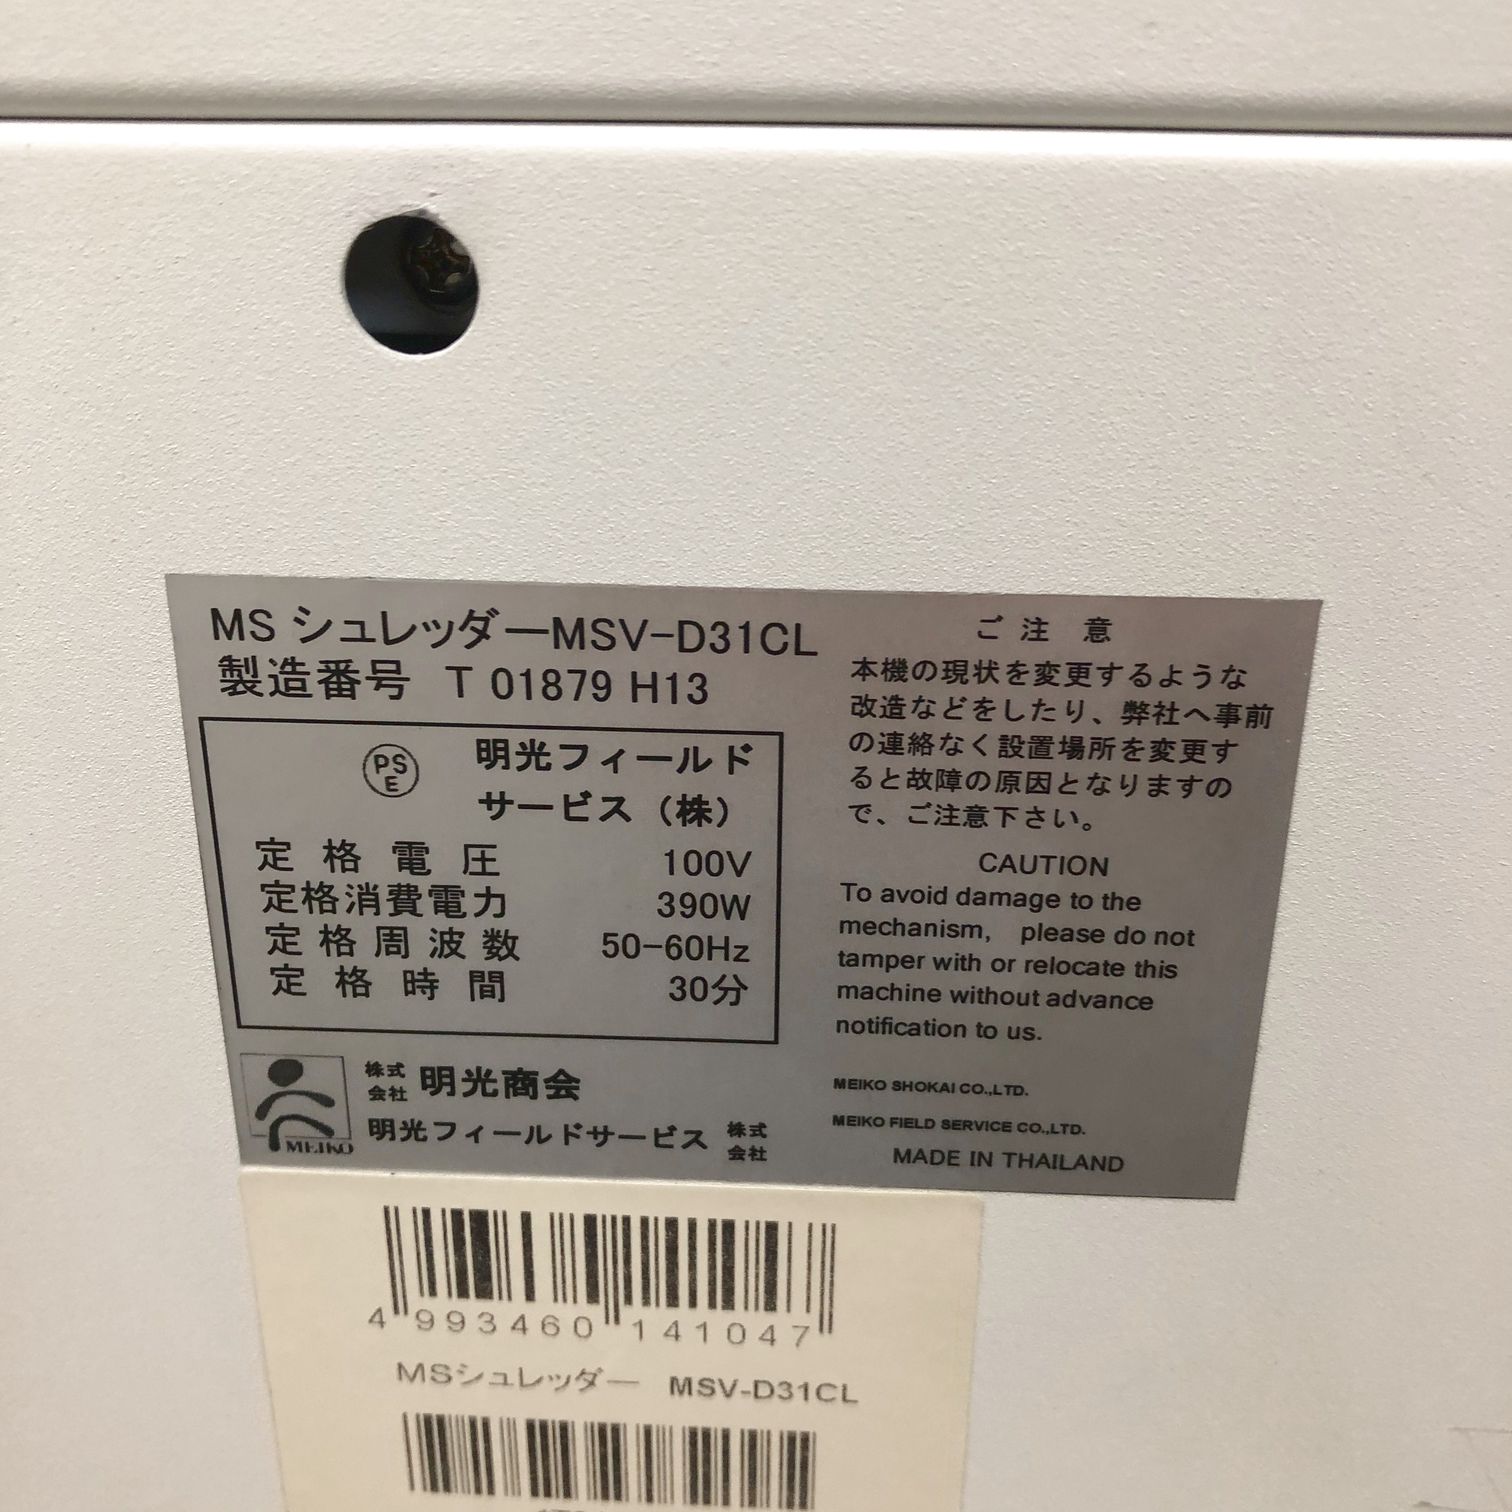 MS シュレッダーMSV-D31CL
製造番号 T 01879 H13
PSE
明光フィールド
サービス（株）
定格電圧 100V
定格消費電力 390W
定格周波数 50-60Hz
定格時間 30分
MEIKO
株式会社 明光商会
明光フィールドサービス 株式会社
ご注意
本機の現状を変更するような
改造などをしたり、弊社へ事前
の連絡なく設置場所を変更す
ると故障の原因となりますの
で、ご注意下さい。
CAUTION
To avoid damage to the
mechanism, please do not
tamper with or relocate this
machine without advance
notification to us.
MEIKO SHOKAI CO.,LTD.
MEIKO FIELD SERVICE CO.,LTD.
MADE IN THAILAND
4 993460 141047
MSシュレッダー MSV-D31CL